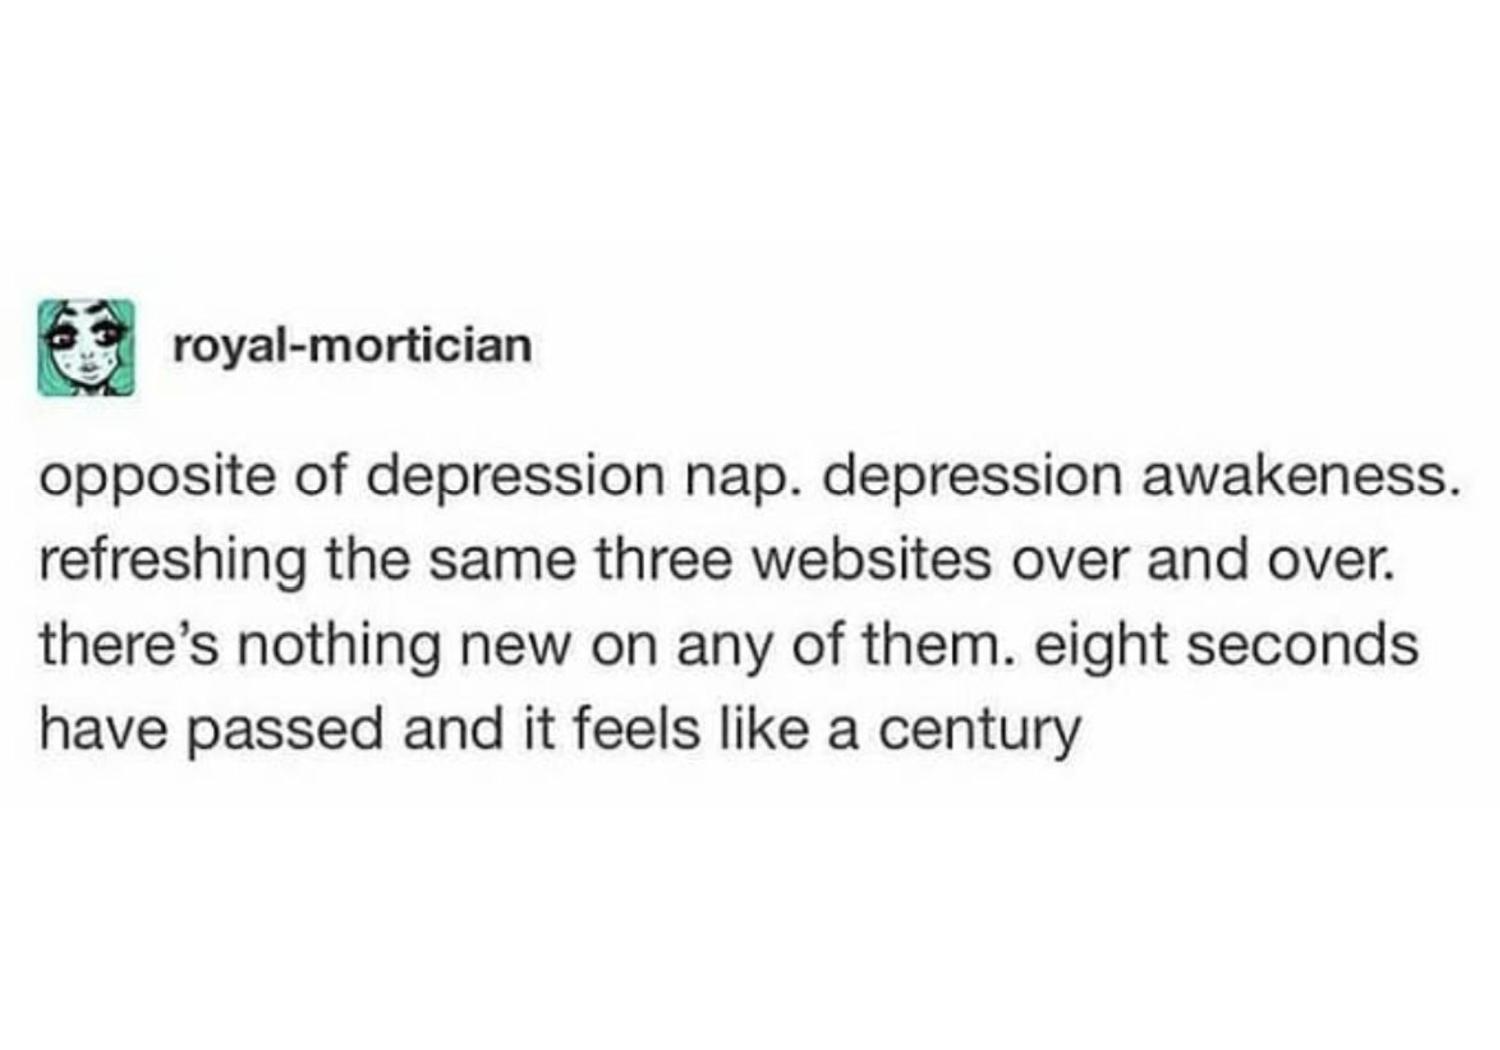 royal-mortician
opposite of depression nap. depression awakeness.
refreshing the same three websites over and over.
there’s nothing new on any of them. eight seconds
have passed and it feels like a century